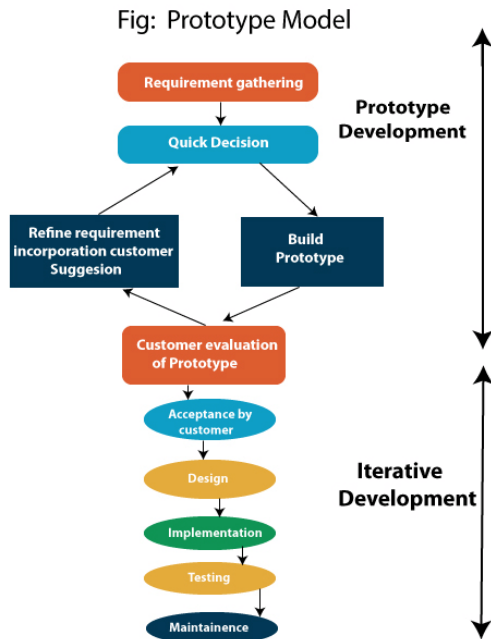 Fig: Prototype Model
Requirement gathering
Prototype
Development
Quick Decision
Refine requirement
incorporation customer
Suggesion
Build
Prototype
Customer evaluation
of Prototype
Acceptance by
customer
Iterative
Development
Design
Implementation
Testing
Maintainence